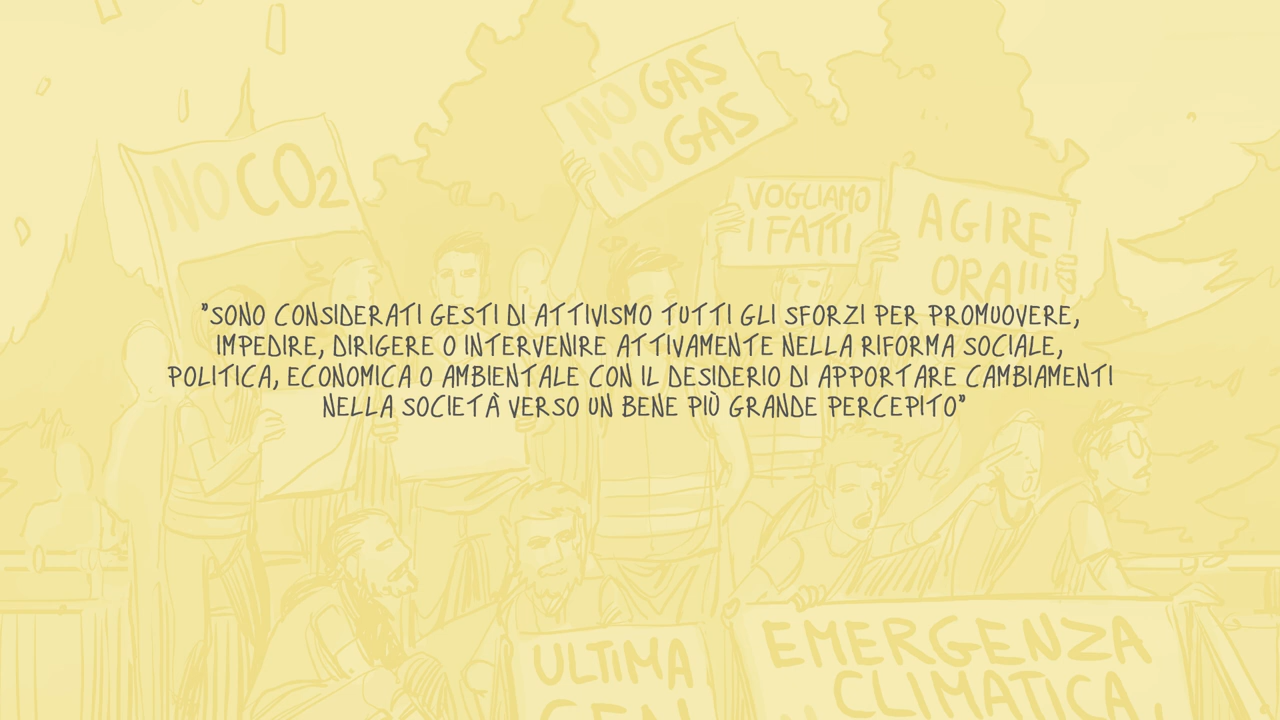 NO CO2
NO GAS
NO GAS
VOGLIAMO
I FATTI
AGIRE
ORA!!!
"SONO CONSIDERATI GESTI DI ATTIVISMO TUTTI GLI SFORZI PER PROMUOVERE,
IMPEDIRE, DIRIGERE O INTERVENIRE ATTIVAMENTE NELLA RIFORMA SOCIALE,
POLITICA, ECONOMICA O AMBIENTALE CON IL DESIDERIO DI APPORTARE CAMBIAMENTI
NELLA SOCIETÀ VERSO UN BENE PIÙ GRANDE PERCEPITO"
ULTIMA
GEN
EMERGENZA
CLIMATICA